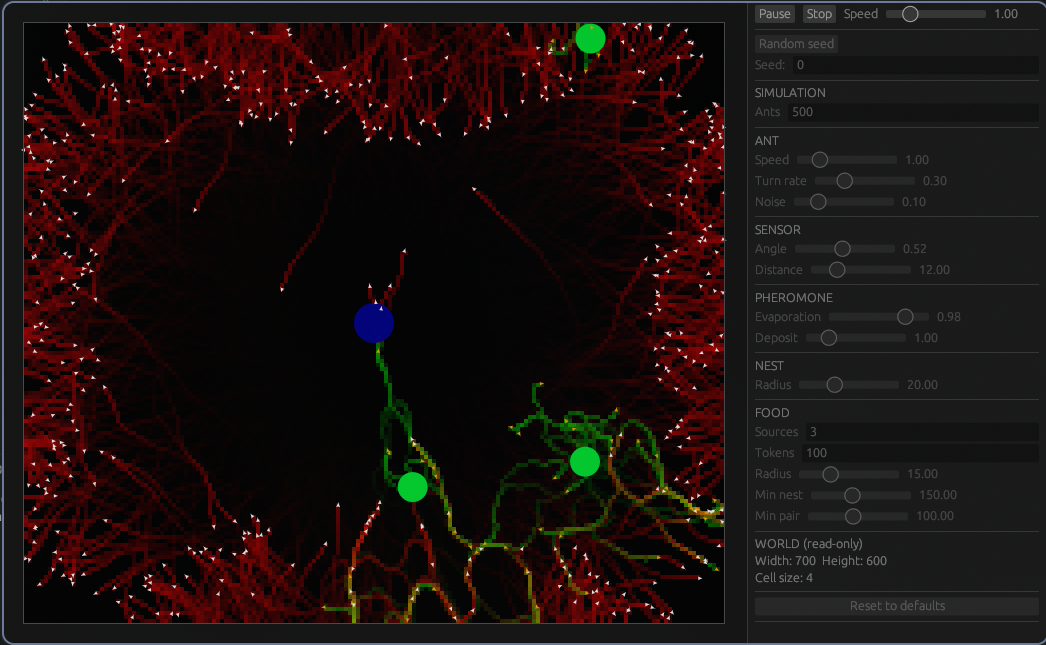 Pause Stop Speed 1.00
Random seed
Seed: 0
SIMULATION
Ants 500
ANT
Speed 1.00
Turn rate 0.30
Noise 0.10
SENSOR
Angle 0.52
Distance 12.00
PHEROMONE
Evaporation 0.98
Deposit 1.00
NEST
Radius 20.00
FOOD
Sources 3
Tokens 100
Radius 15.00
Min nest 150.00
Min pair 100.00
WORLD (read-only)
Width: 700 Height: 600
Cell size: 4
Reset to defaults